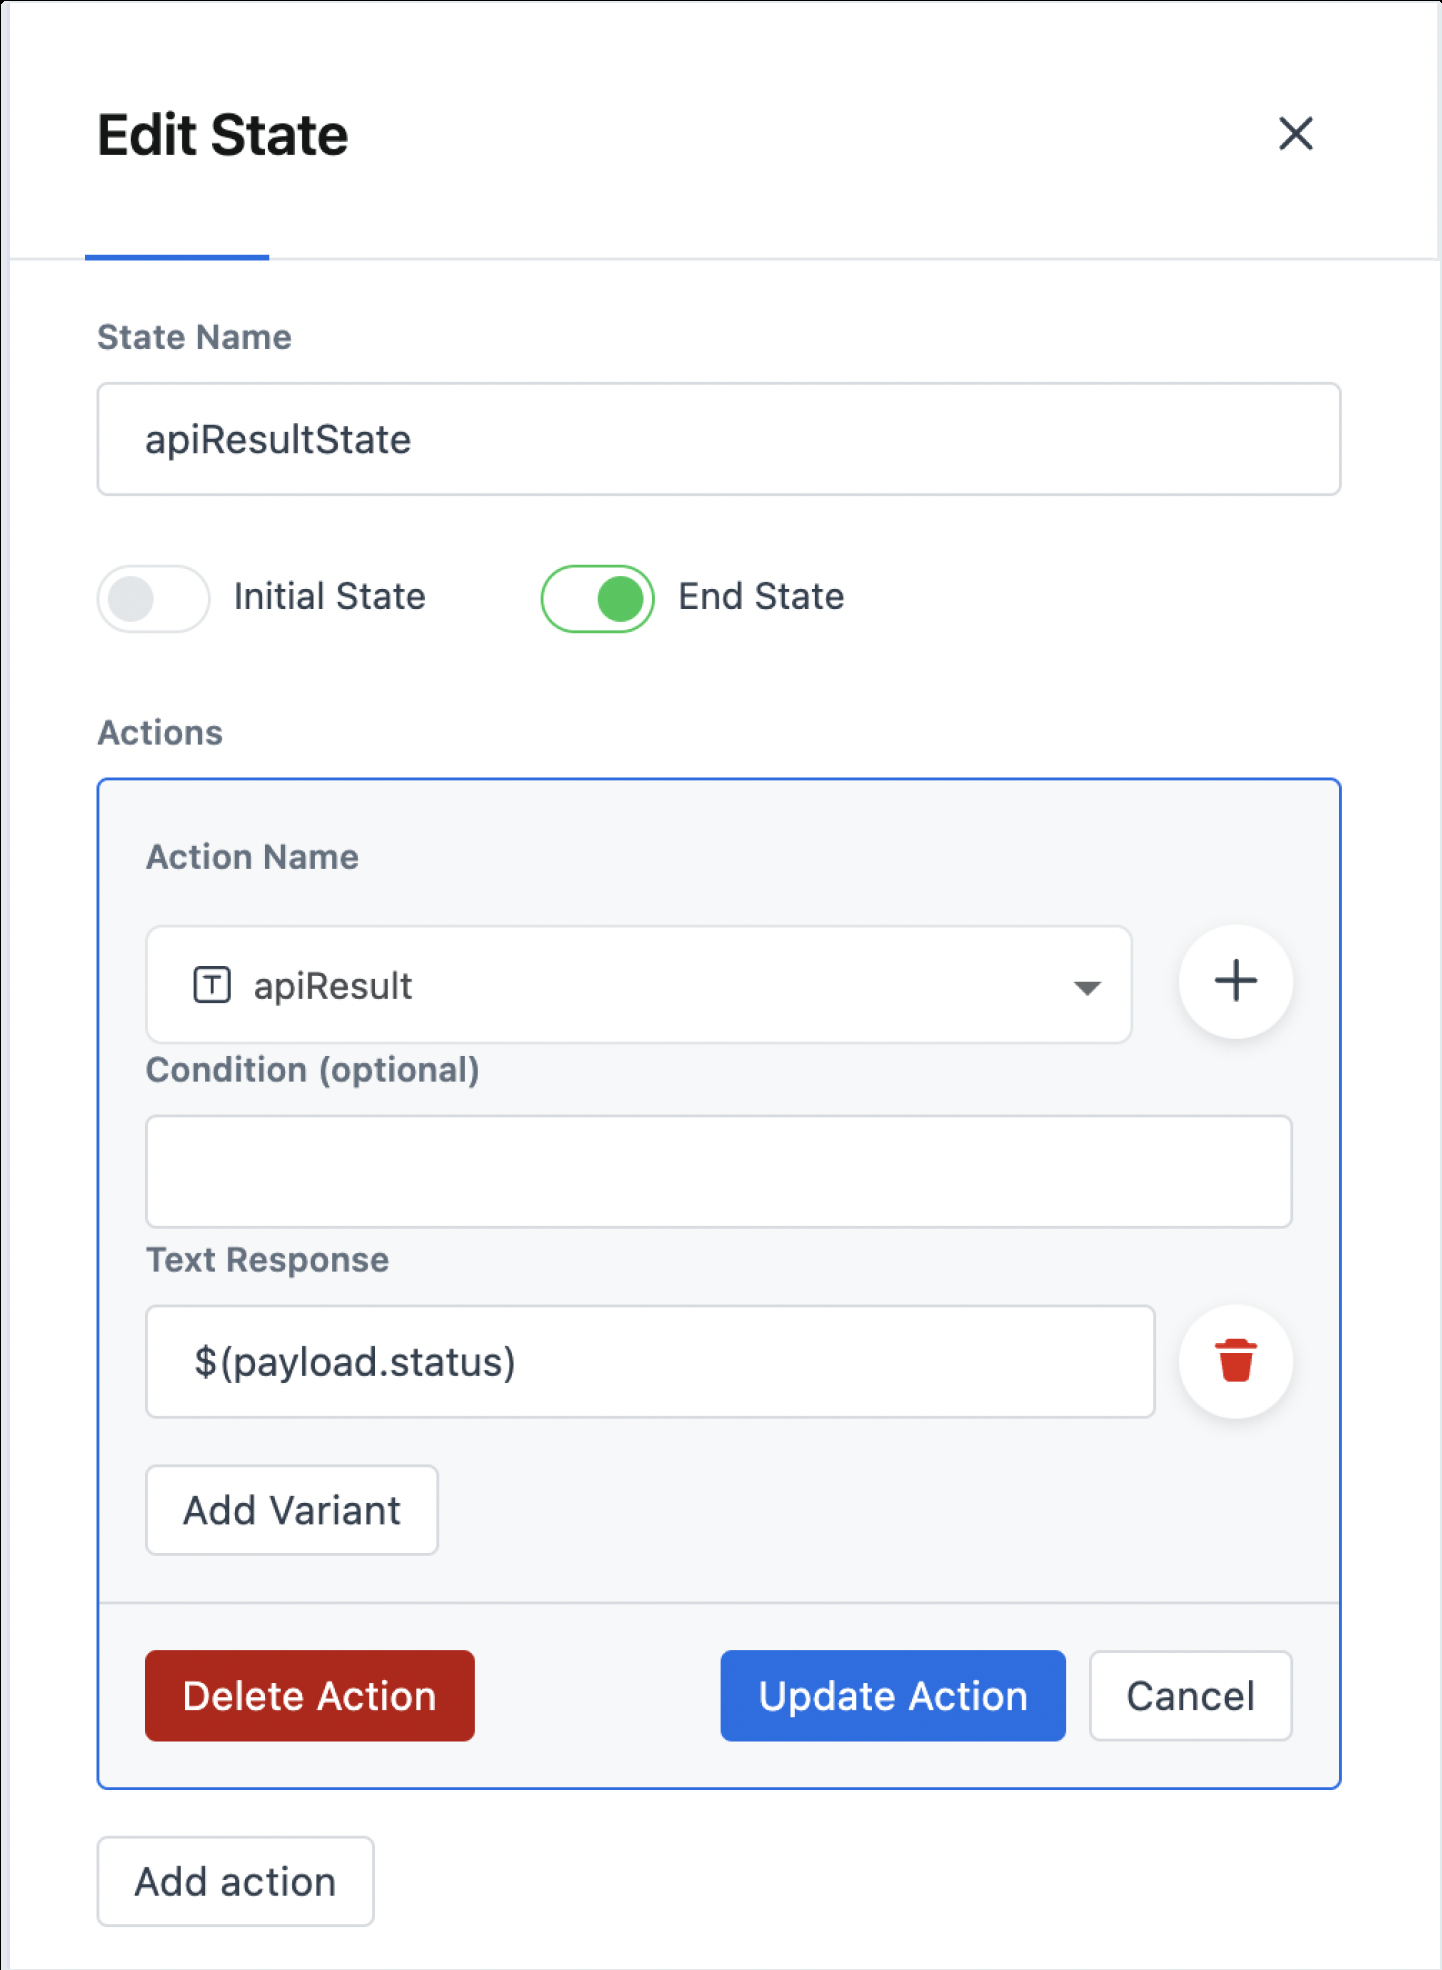 Edit State
State Name
apiResultState
Initial State
End State
Actions
Action Name
apiResult
Condition (optional)
Text Response
$(payload.status)
Add Variant
Delete Action
Update Action
Cancel
Add action